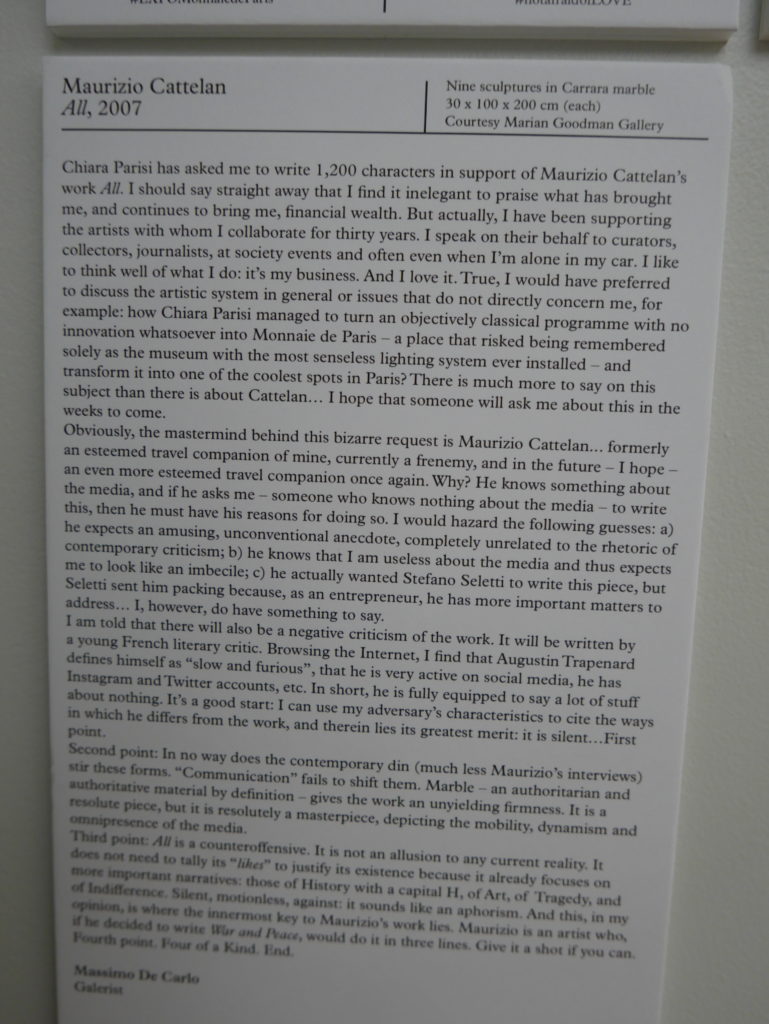 #notafraidofLOVE
Maurizio Cattelan
All, 2007
Nine sculptures in Carrara marble
30 x 100 x 200 cm (each)
Courtesy Marian Goodman Gallery
Chiara Parisi has asked me to write 1,200 characters in support of Maurizio Cattelan's
work All. I should say straight away that I find it inelegant to praise what has brought
me, and continues to bring me, financial wealth. But actually, I have been supporting
the artists with whom I collaborate for thirty years. I speak on their behalf to curators,
collectors, journalists, at society events and often even when I'm alone in my car. I like
to think well of what I do: it's my business. And I love it. True, I would have preferred
to discuss the artistic system in general or issues that do not directly concern me, for
example: how Chiara Parisi managed to turn an objectively classical programme with no
innovation whatsoever into Monnaie de Paris – a place that risked being remembered
solely as the museum with the most senseless lighting system ever installed – and
transform it into one of the coolest spots in Paris? There is much more to say on this
subject than there is about Cattelan... I hope that someone will ask me about this in the
weeks to come.
Obviously, the mastermind behind this bizarre request is Maurizio Cattelan... formerly
an esteemed travel companion of mine, currently a frenemy, and in the future – I hope –
an even more esteemed travel companion once again. Why? He knows something about
the media, and if he asks me – someone who knows nothing about the media – to write
this, then he must have his reasons for doing so. I would hazard the following guesses: a)
he expects an amusing, unconventional anecdote, completely unrelated to the rhetoric of
contemporary criticism; b) he knows that I am useless about the media and thus expects
me to look like an imbecile; c) he actually wanted Stefano Seletti to write this piece, but
Seletti sent him packing because, as an entrepreneur, he has more important matters to
address... I, however, do have something to say.
I am told that there will also be a negative criticism of the work. It will be written by
a young French literary critic. Browsing the Internet, I find that Augustin Trapenard
defines himself as "slow and furious", that he is very active on social media, he has
Instagram and Twitter accounts, etc. In short, he is fully equipped to say a lot of stuff
about nothing. It's a good start: I can use my adversary's characteristics to cite the ways
in which he differs from the work, and therein lies its greatest merit: it is silent...First
point.
Second point: In no way does the contemporary din (much less Maurizio's interviews)
stir these forms. "Communication" fails to shift them. Marble – an authoritarian and
authoritative material by definition – gives the work an unyielding firmness. It is a
resolute piece, but it is resolutely a masterpiece, depicting the mobility, dynamism and
omnipresence of the media.
Third point: All is a counteroffensive. It is not an allusion to any current reality. It
does not need to tally its "likes" to justify its existence because it already focuses on
more important narratives: those of History with a capital H, of Art, of Tragedy, and
of Indifference. Silent, motionless, against: it sounds like an aphorism. And this, in my
opinion, is where the innermost key to Maurizio's work lies. Maurizio is an artist who,
if he decided to write War and Peace, would do it in three lines. Give it a shot if you can.
Fourth point. Four of a Kind. End.
Massimo De Carlo
Galerist